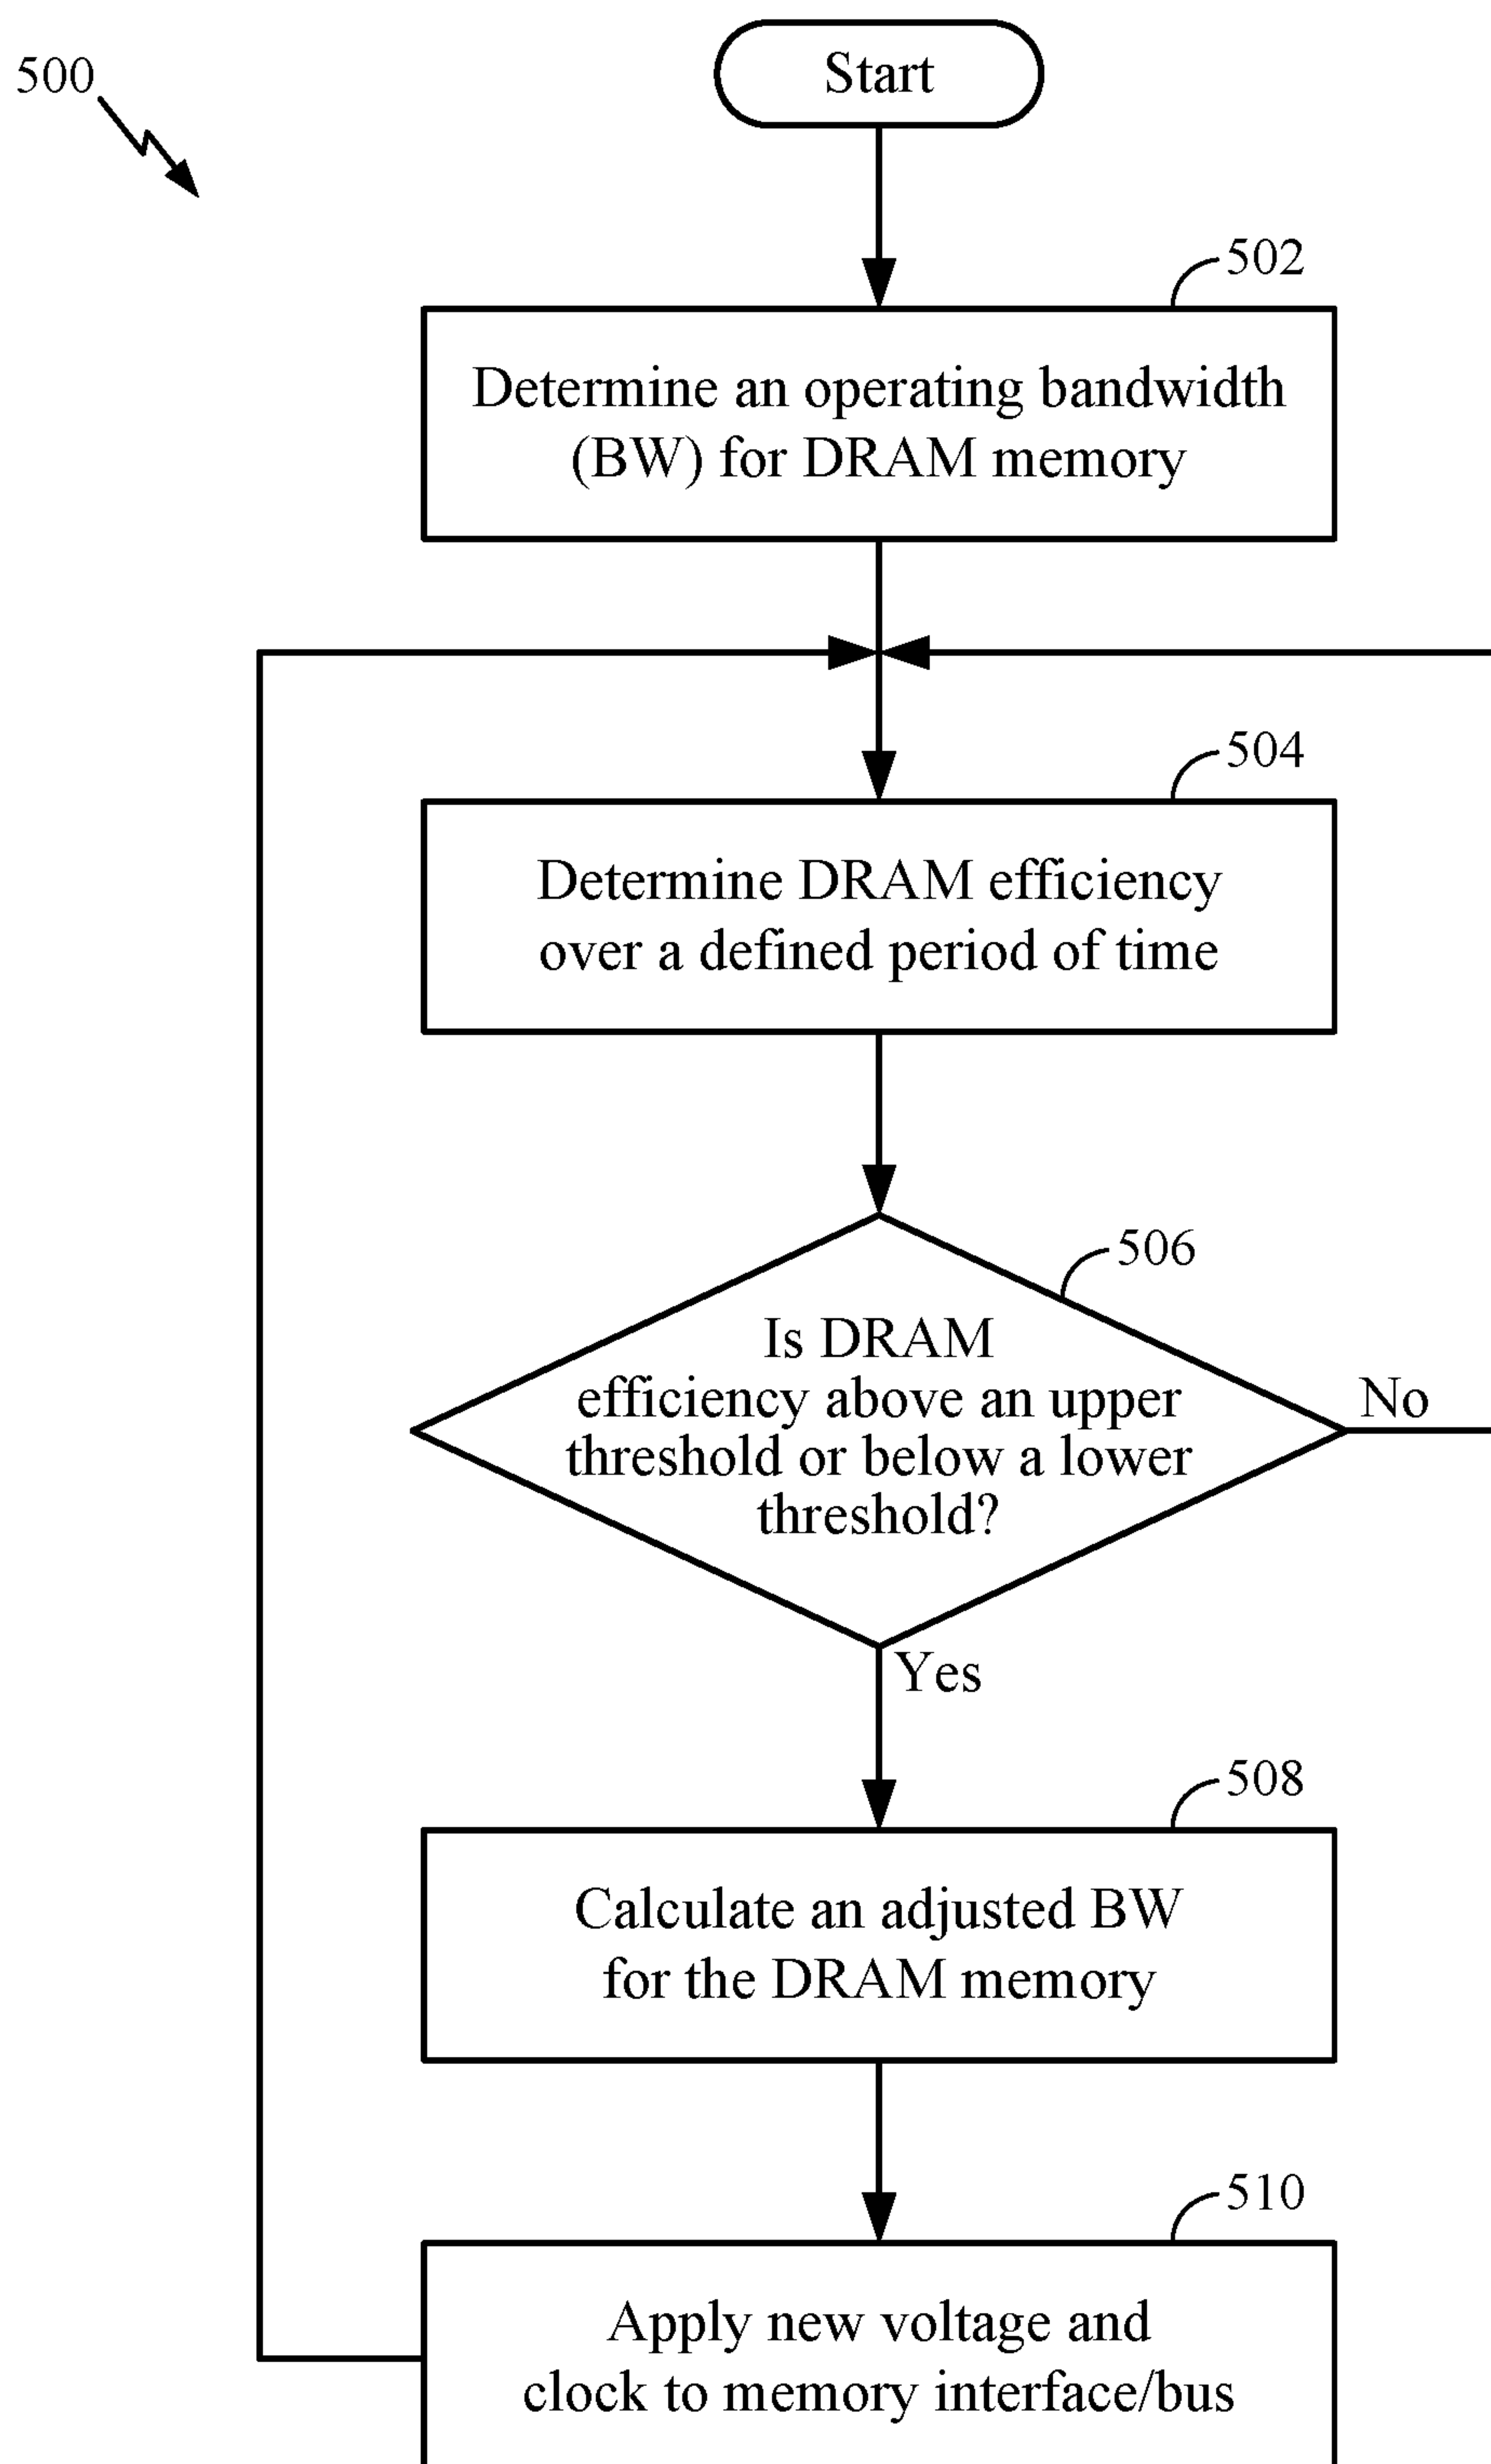 500
Start
502
Determine an operating bandwidth
(BW) for DRAM memory
504
Determine DRAM efficiency
over a defined period of time
506
Is DRAM
efficiency above an upper
threshold or below a lower
threshold?
No
Yes
508
Calculate an adjusted BW
for the DRAM memory
510
Apply new voltage and
clock to memory interface/bus